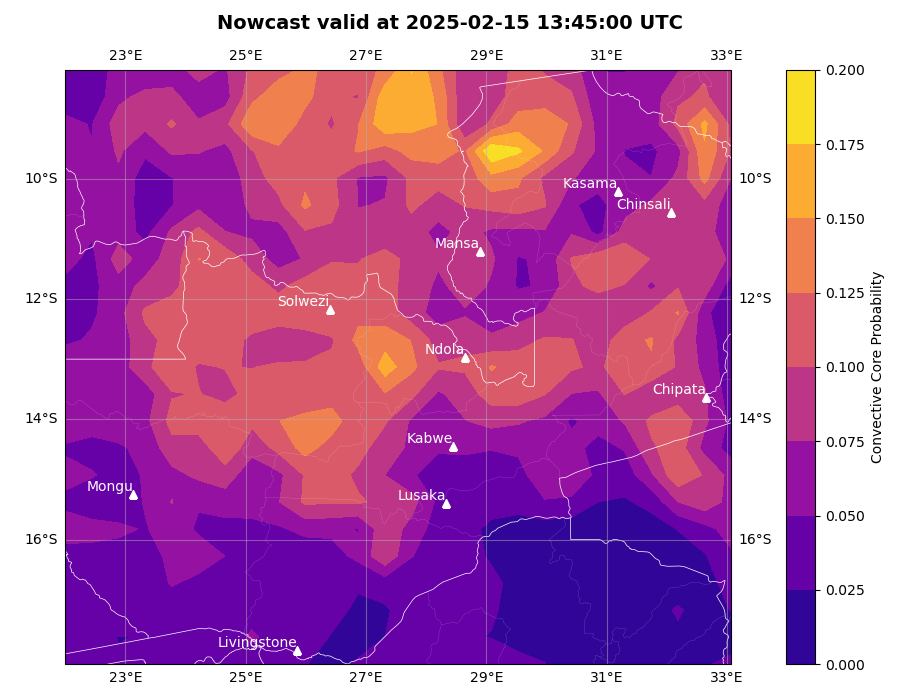 Nowcast valid at 2025-02-15 13:45:00 UTC
23°E 25°E 27°E 29°E 31°E 33°E
0.200
0.175
10°S Kasama 10°S
Chinsali
0.150
Mansa
12°S Solwezi 12°S 0.125
Ndola
0.100
Chipata
14°S 14°S
Kabwe 0.075
Mongu Lusaka
0.050
16°S 16°S
0.025
Livingstone
0.000
23°E 25°E 27°E 29°E 31°E 33°E
Convective Core Probability